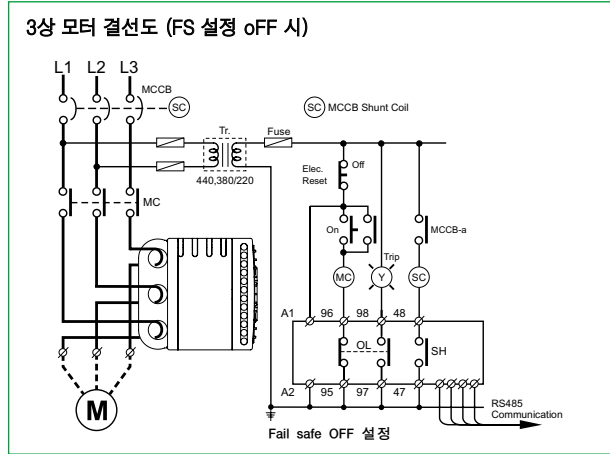 3상 모터 결선도 (FS 설정 oFF 시)
L1 L2 L3
MCCB
SC
SC MCCB Shunt Coil
Tr.
Fuse
440,380/220
Elec.
Reset
Off
MC
On
MCCB-a
Trip
MC
Y
SC
A1 96 98 48
OL
SH
A2 95 97 47
M
RS485
Communication
Fail safe OFF 설정